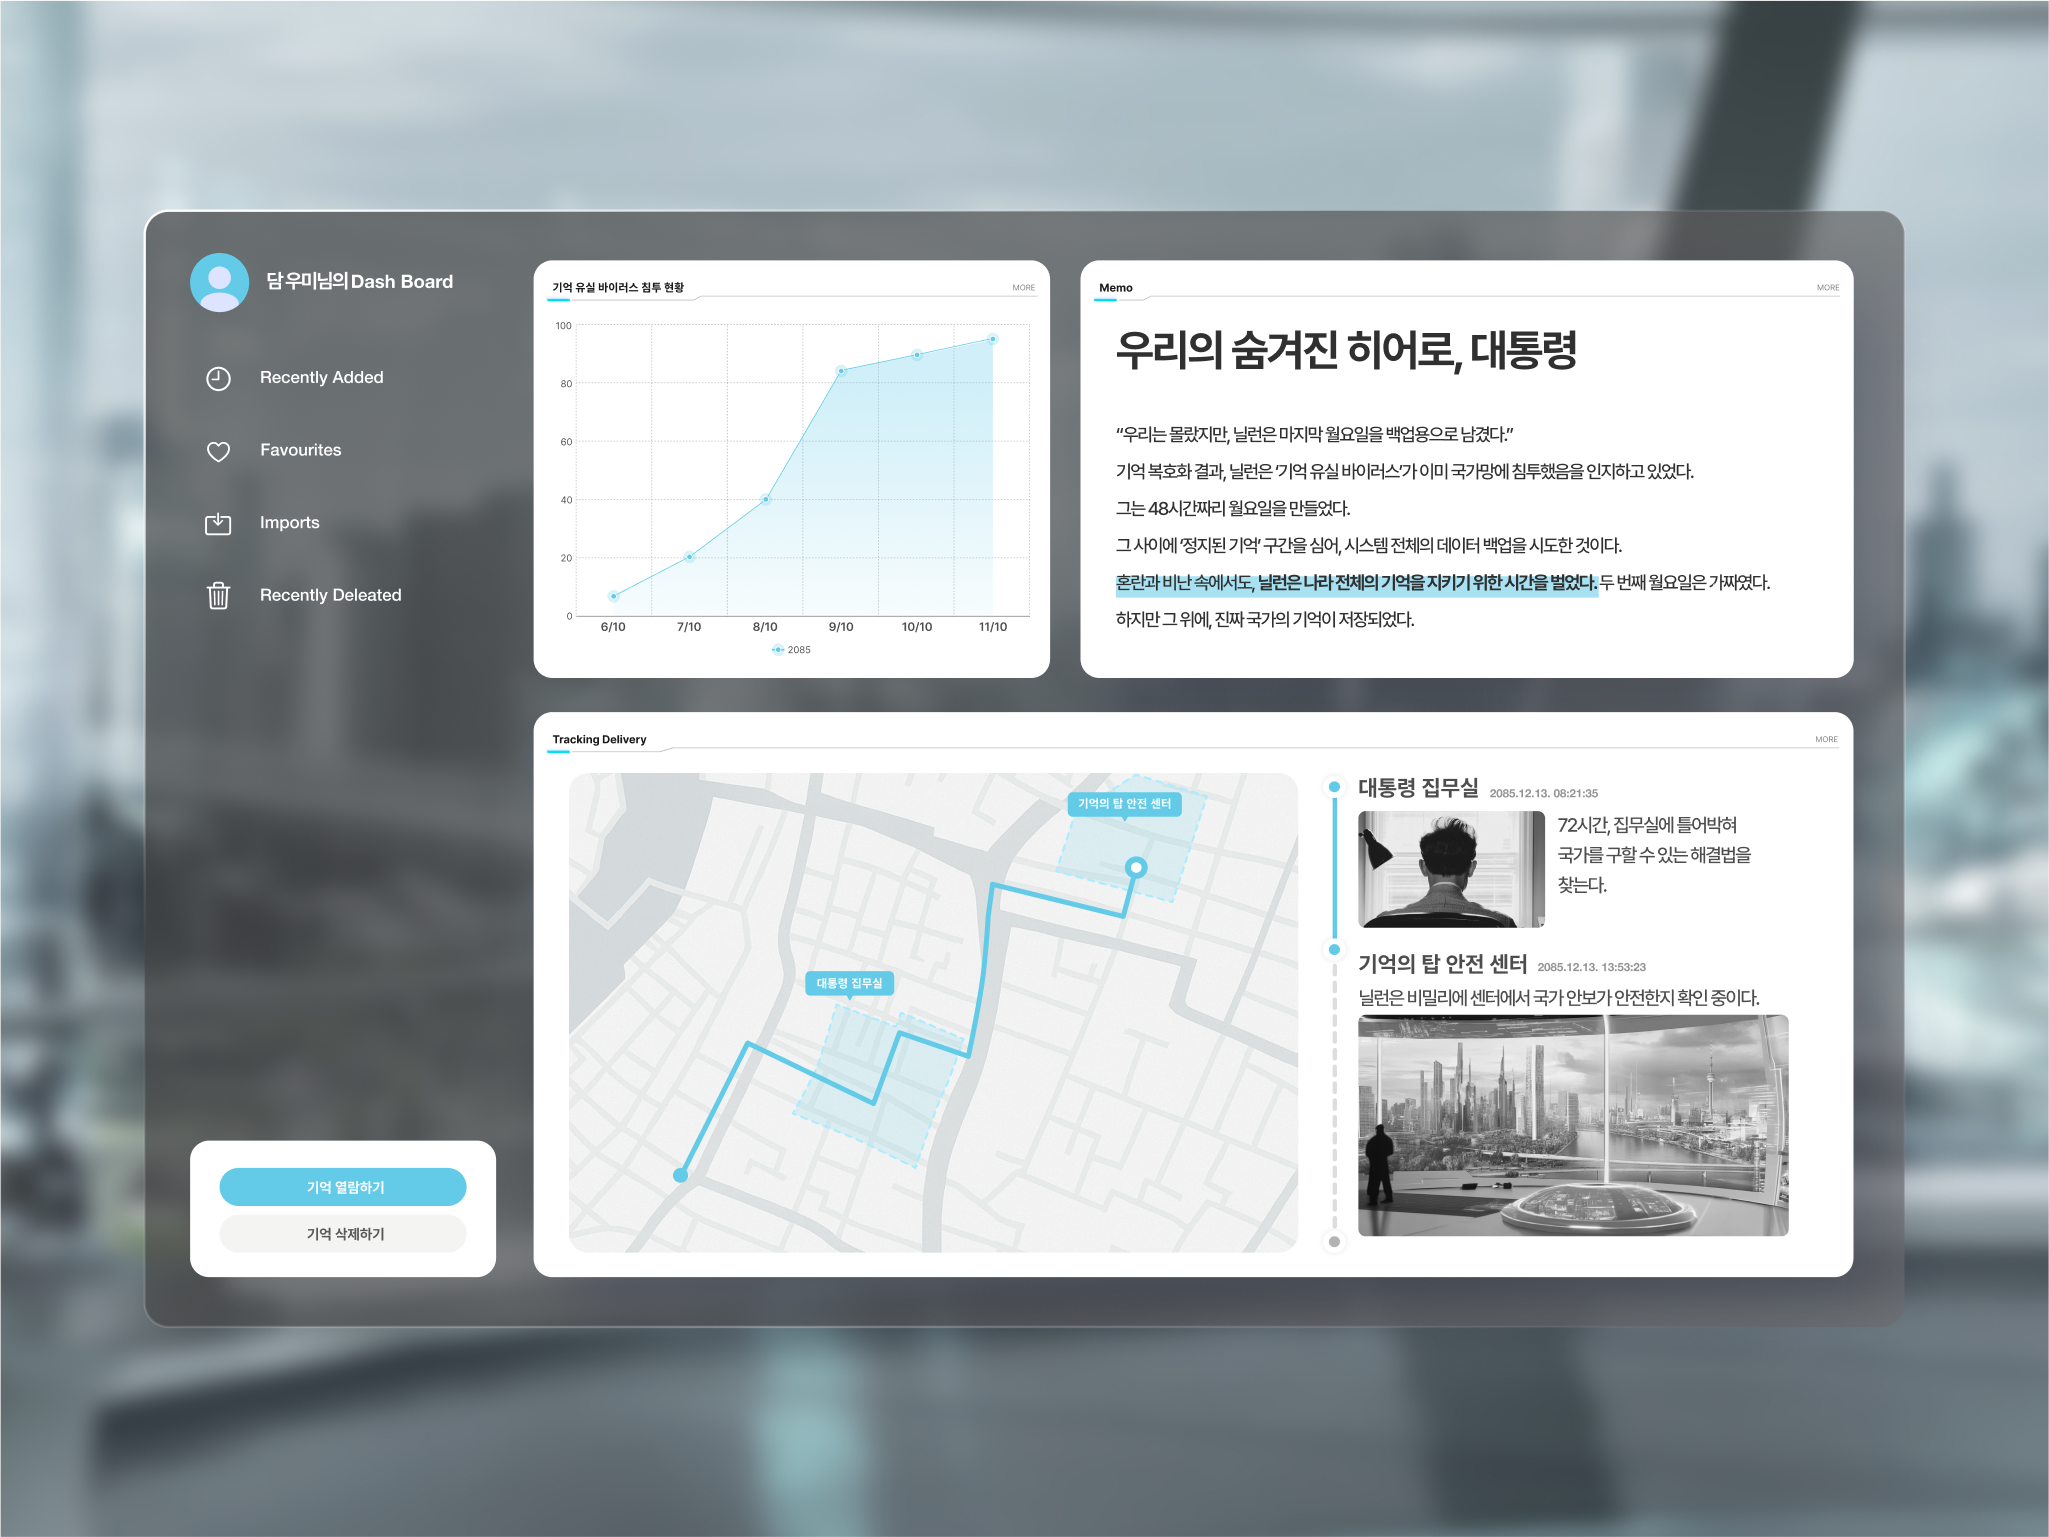 담 우미님의 Dash Board
Recently Added
Favourites
Imports
Recently Deleated
기억 열람하기
기억 삭제하기
기억 유실 바이러스 침투 현황
MORE
100
80
60
40
20
0
6/10 7/10 8/10 9/10 10/10 11/10
2085
Memo
MORE
우리의 숨겨진 히어로, 대통령
“우리는 몰랐지만, 닐런은 마지막 월요일을 백업용으로 남겼다.”
기억 복호화 결과, 닐런은 ‘기억 유실 바이러스’가 이미 국가망에 침투했음을 인지하고 있었다.
그는 48시간짜리 월요일을 만들었다.
그 사이에 ‘정지된 기억’ 구간을 심어, 시스템 전체의 데이터 백업을 시도한 것이다.
혼란과 비난 속에서도, 닐런은 나라 전체의 기억을 지키기 위한 시간을 벌었다. 두 번째 월요일은 가짜였다.
하지만 그 위에, 진짜 국가의 기억이 저장되었다.
Tracking Delivery
MORE
기억의 탑 안전 센터
대통령 집무실
대통령 집무실 2085.12.13. 08:21:35
72시간, 집무실에 틀어박혀
국가를 구할 수 있는 해결법을
찾는다.
기억의 탑 안전 센터 2085.12.13. 13:53:23
닐런은 비밀리에 센터에서 국가 안보가 안전한지 확인 중이다.